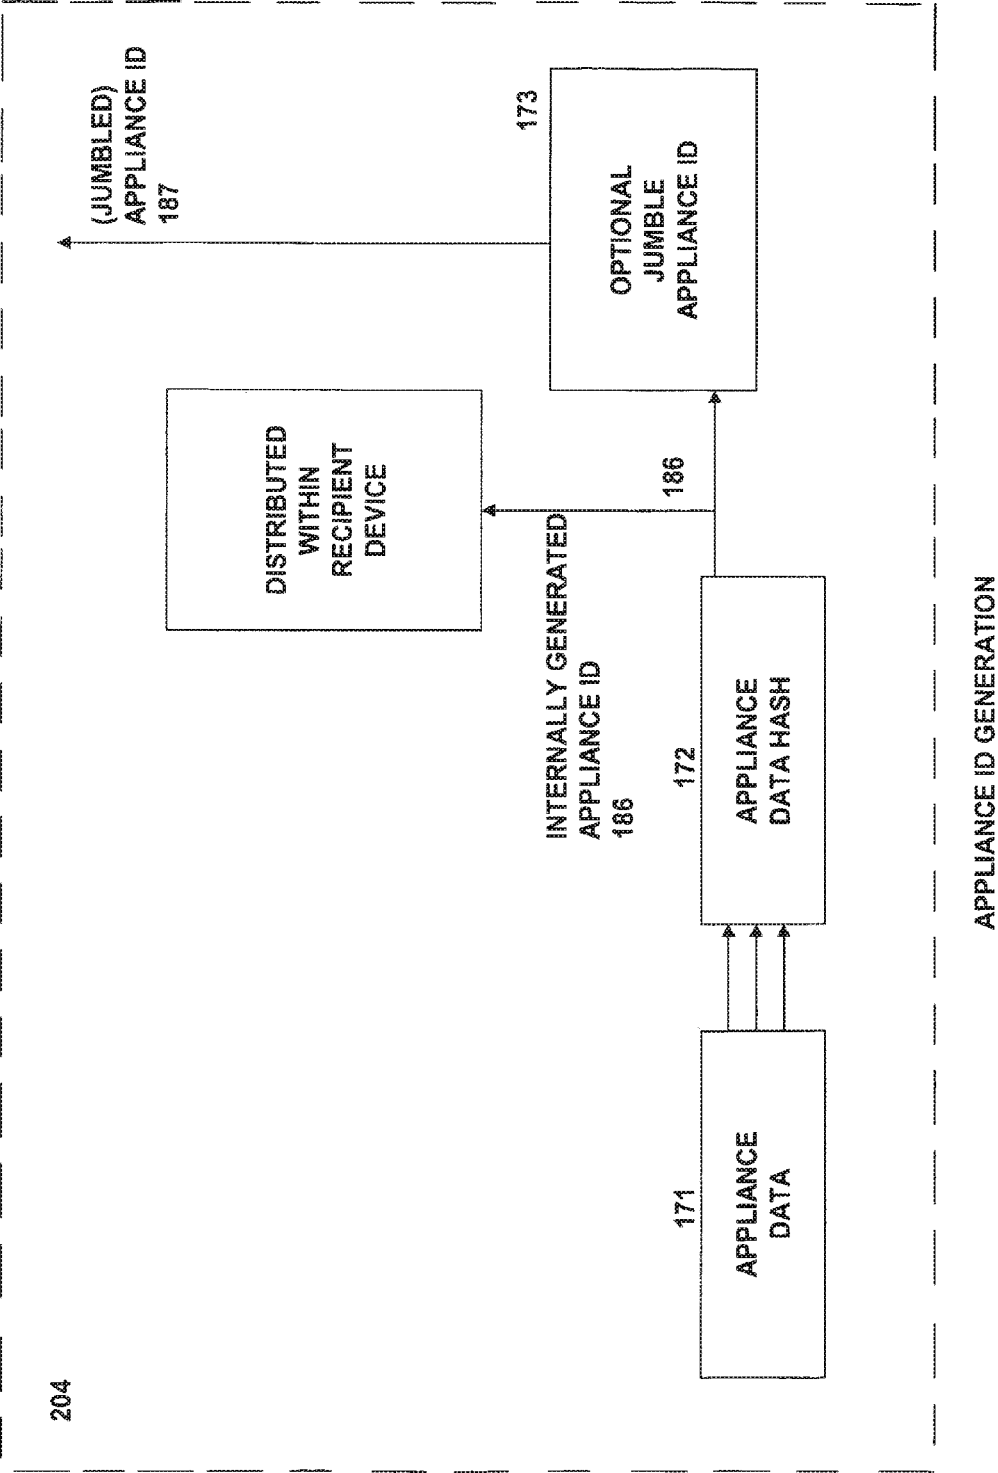 204
(JUMBLED)
APPLIANCE ID
187
DISTRIBUTED
WITHIN
RECIPIENT
DEVICE
173
OPTIONAL
JUMBLE
APPLIANCE ID
INTERNALLY GENERATED
APPLIANCE ID
186
186
171
APPLIANCE
DATA
172
APPLIANCE
DATA HASH
APPLIANCE ID GENERATION